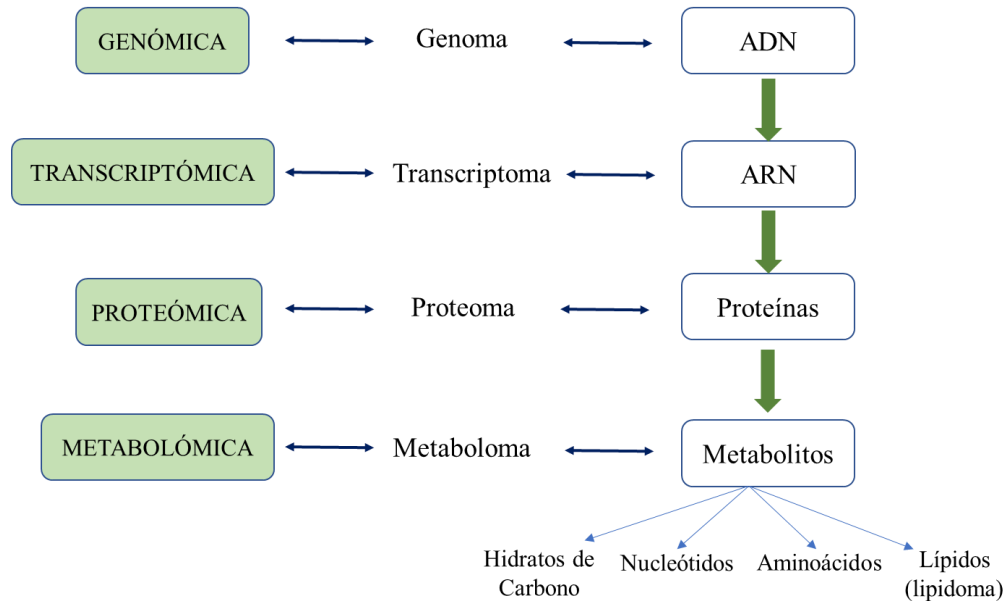 GENÓMICA
Genoma
ADN
TRANSCRIPTÓMICA
Transcriptoma
ARN
PROTEÓMICA
Proteoma
Proteínas
METABOLÓMICA
Metaboloma
Metabolitos
Hidratos de
Carbono
Nucleótidos
Aminoácidos
Lípidos
(lipidoma)